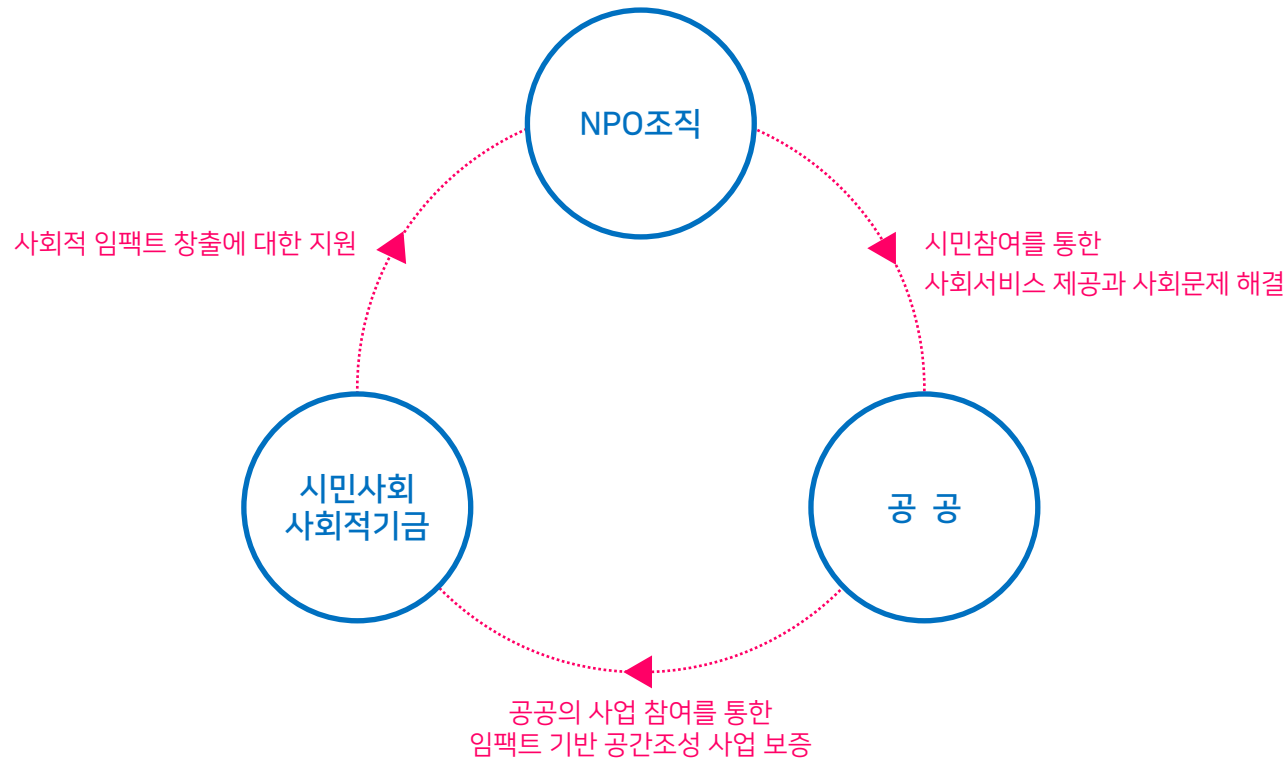 NPO조직
사회적 임팩트 창출에 대한 지원
시민참여를 통한
사회서비스 제공과 사회문제 해결
시민사회
사회적기금
공 공
공공의 사업 참여를 통한
임팩트 기반 공간조성 사업 보증